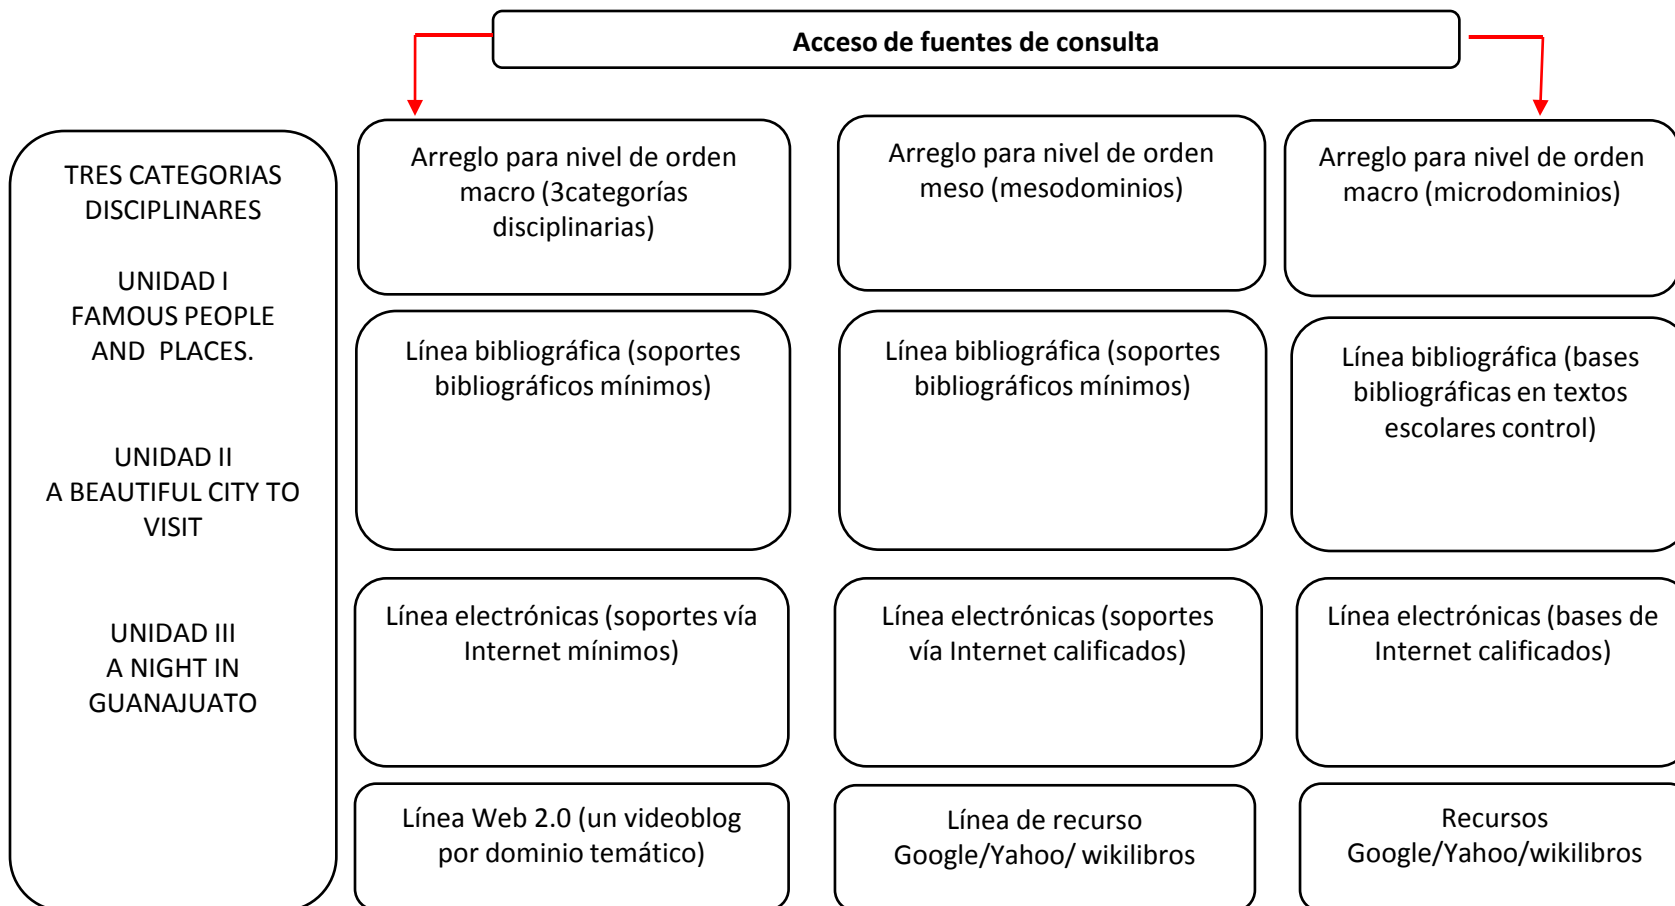 Acceso de fuentes de consulta
TRES CATEGORIAS
DISCIPLINARES
UNIDAD I
FAMOUS PEOPLE
AND PLACES.
UNIDAD II
A BEAUTIFUL CITY TO
VISIT
UNIDAD III
A NIGHT IN
GUANAJUATO
Arreglo para nivel de orden
macro (3categorías
disciplinarias)
Arreglo para nivel de orden
meso (mesodominios)
Arreglo para nivel de orden
macro (microdominios)
Línea bibliográfica (soportes
bibliográficos mínimos)
Línea bibliográfica (soportes
bibliográficos mínimos)
Línea bibliográfica (bases
bibliográficas en textos
escolares control)
Línea electrónicas (soportes vía
Internet mínimos)
Línea electrónicas (soportes
vía Internet calificados)
Línea electrónicas (bases de
Internet calificados)
Línea Web 2.0 (un videoblog
por dominio temático)
Línea de recurso
Google/Yahoo/ wikilibros
Recursos
Google/Yahoo/wikilibros